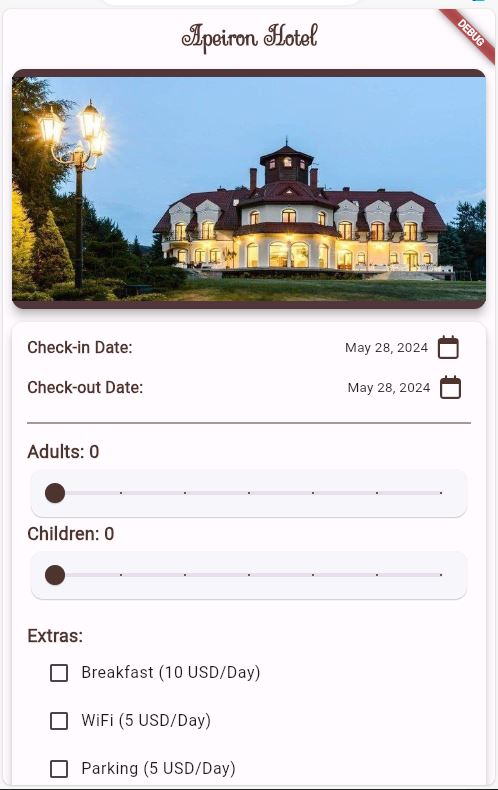 Apeiron Hotel
DEBUG
Check-in Date: May 28, 2024
Check-out Date: May 28, 2024
Adults: 0
Children: 0
Extras:
Breakfast (10 USD/Day)
WiFi (5 USD/Day)
Parking (5 USD/Day)